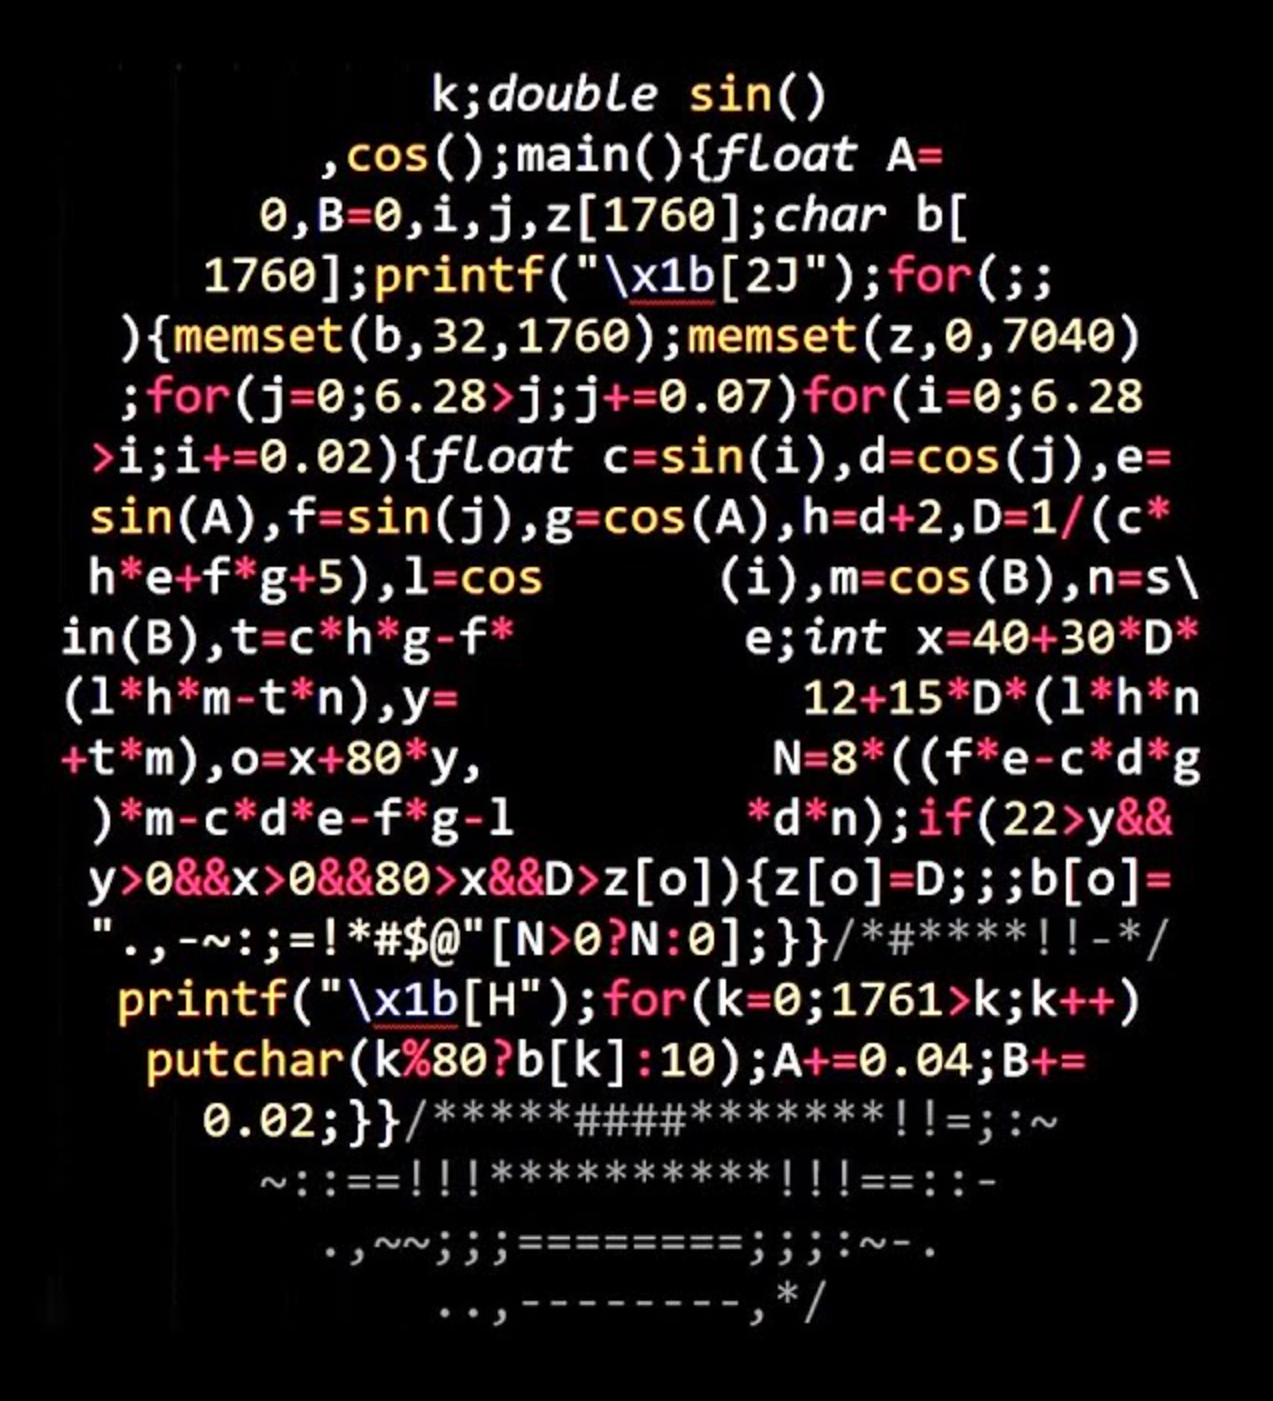 k;double sin()
,cos();main(){float A=
0,B=0,i,j,z[1760];char b[
1760];printf("\x1b[2J");for(;;
){memset(b,32,1760);memset(z,0,7040)
;for(j=0;6.28>j;j+=0.07)for(i=0;6.28
>i;i+=0.02){float c=sin(i),d=cos(j),e=
sin(A),f=sin(j),g=cos(A),h=d+2,D=1/(c*
h*e+f*g+5),l=cos (i),m=cos(B),n=s\
in(B),t=c*h*g-f* e;int x=40+30*D*
(l*h*m-t*n),y= 12+15*D*(l*h*n
+t*m),o=x+80*y, N=8*((f*e-c*d*g
)*m-c*d*e-f*g-l *d*n);if(22>y&&
y>0&&x>0&&80>x&&D>z[o]){z[o]=D;;;b[o]=
".,-~:;=!*#$@"[N>0?N:0];}}/*#****!!-*/
printf("\x1b[H");for(k=0;1761>k;k++)
putchar(k%80?b[k]:10);A+=0.04;B+=
0.02;}}/*****####*******!!=;:~
~::==!!!**********!!!==::-
.,~~;;;========;;;:~-.
..,--------,*/